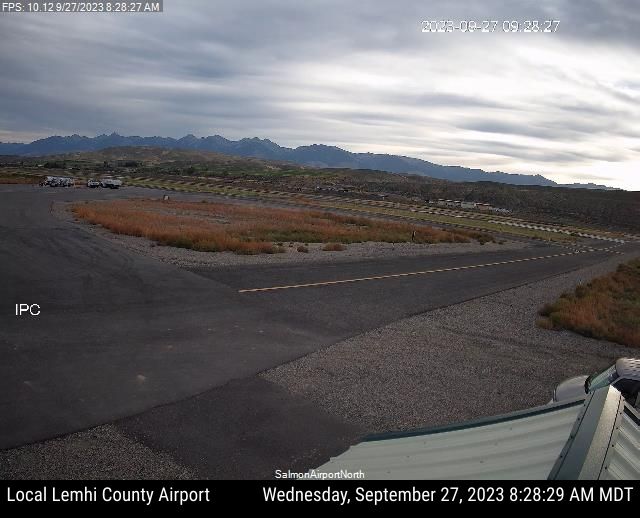 FPS: 10.12 9/27/2023 8:28:27 AM
2023-09-27 09:28:27
IPC
SalmonAirportNorth
Local Lemhi County Airport Wednesday, September 27, 2023 8:28:29 AM MDT